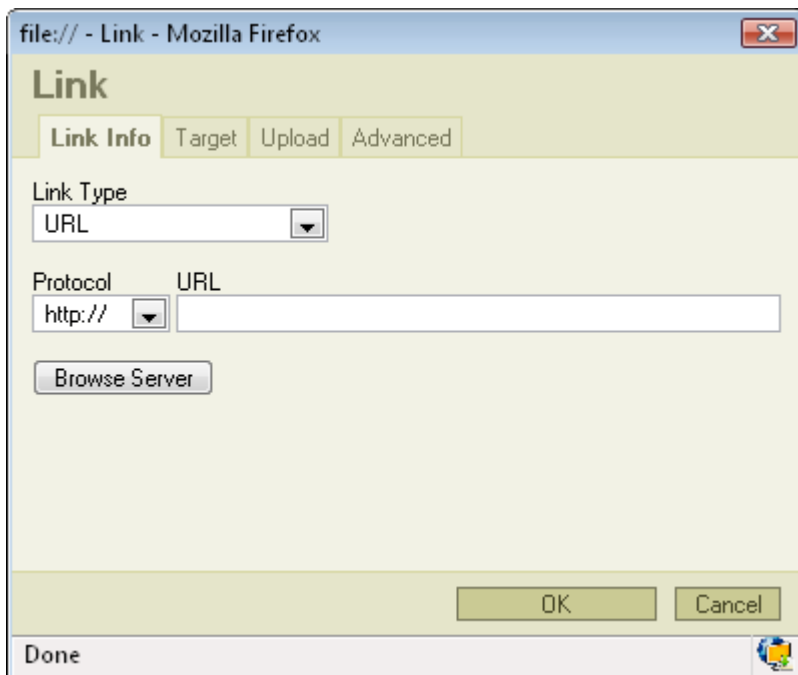 file:// - Link - Mozilla Firefox
Link
Link Info Target Upload Advanced
Link Type
URL
Protocol URL
http://
Browse Server
OK Cancel
Done